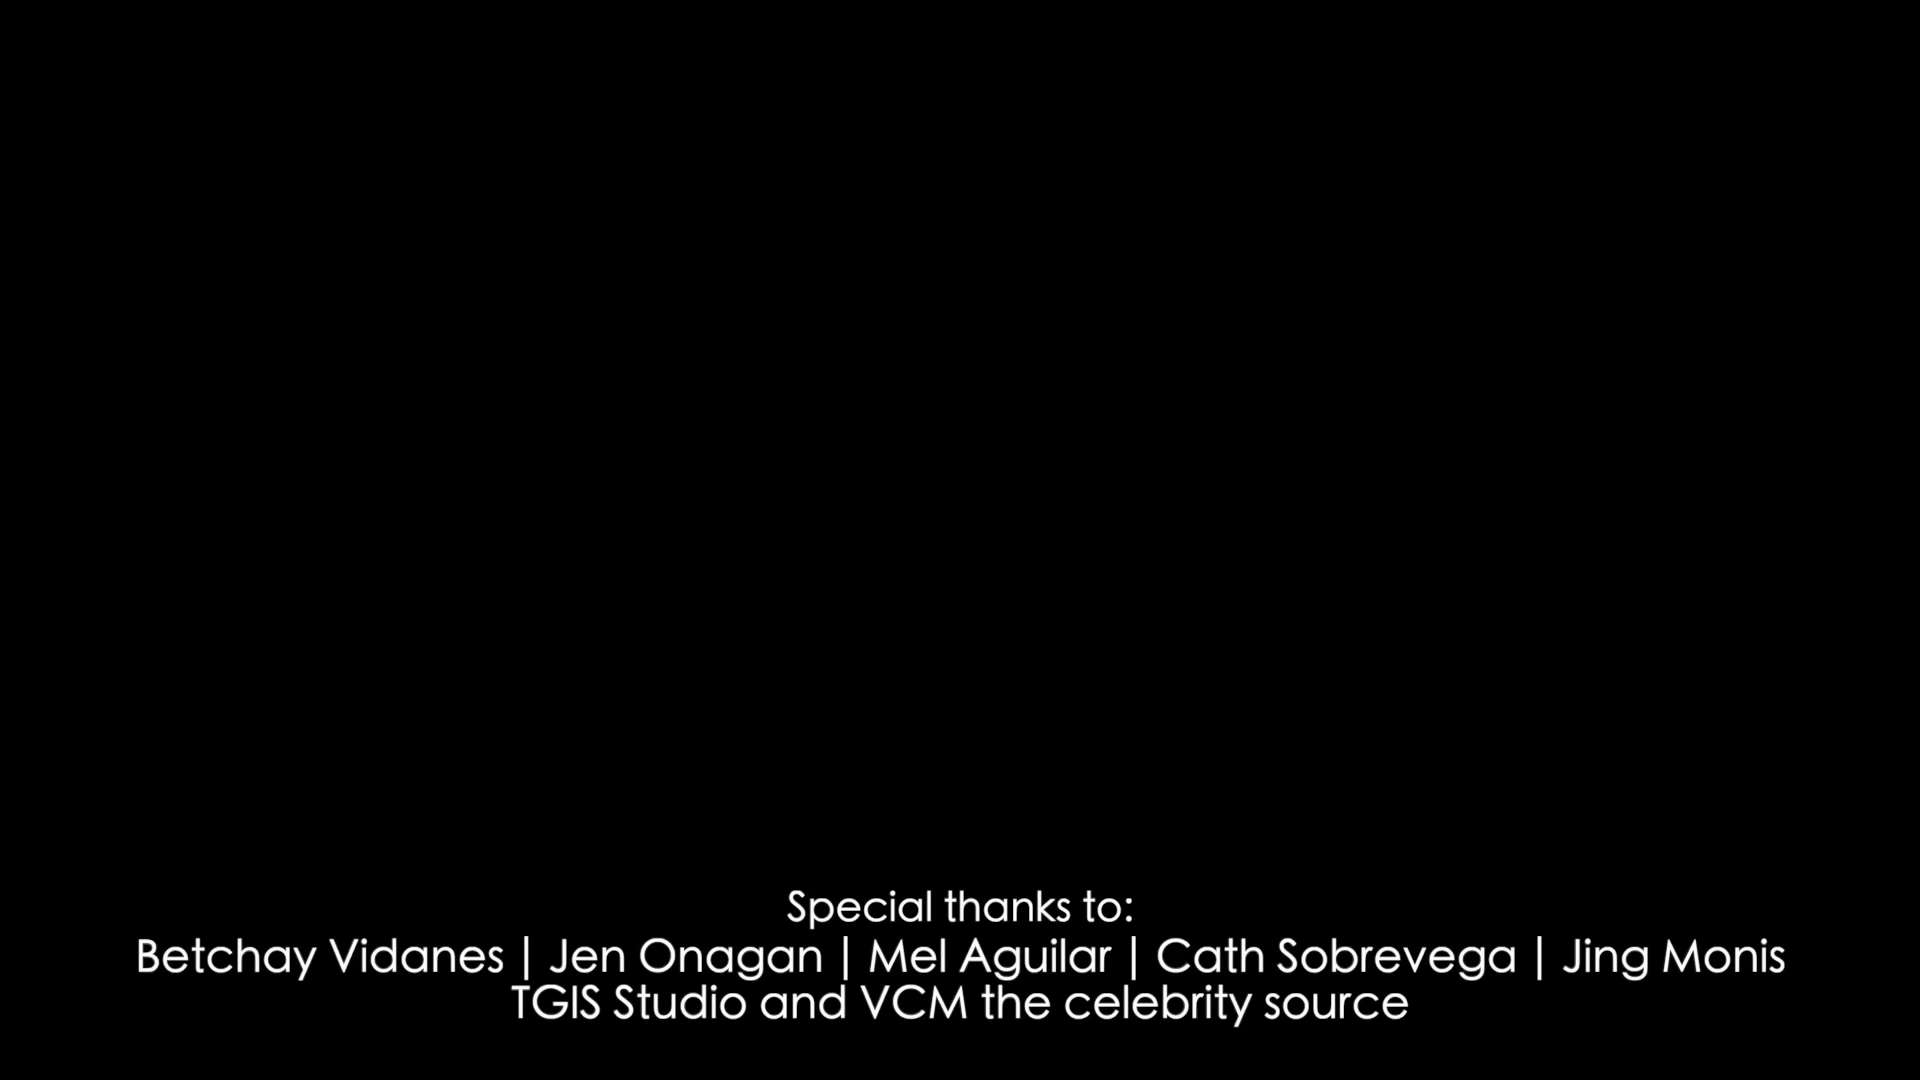 Special thanks to:
Betchay Vidanes | Jen Onagan | Mel Aguilar | Cath Sobrevega | Jing Monis
TGIS Studio and VCM the celebrity source